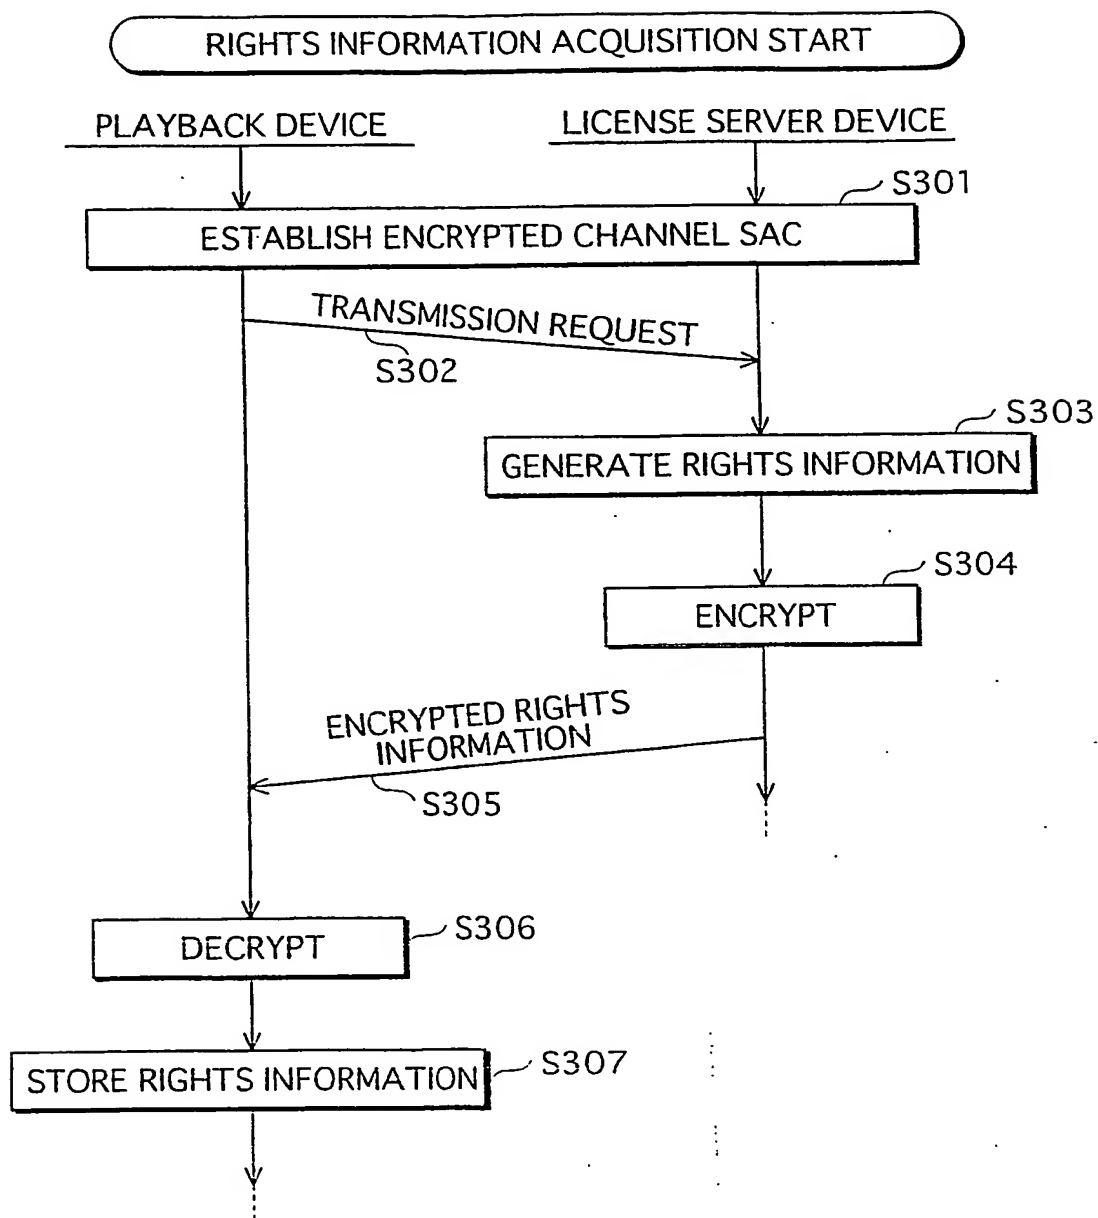 RIGHTS INFORMATION ACQUISITION START
PLAYBACK DEVICE
LICENSE SERVER DEVICE
S301
ESTABLISH ENCRYPTED CHANNEL SAC
TRANSMISSION REQUEST
S302
S303
GENERATE RIGHTS INFORMATION
S304
ENCRYPT
ENCRYPTED RIGHTS
INFORMATION
S305
S306
DECRYPT
S307
STORE RIGHTS INFORMATION